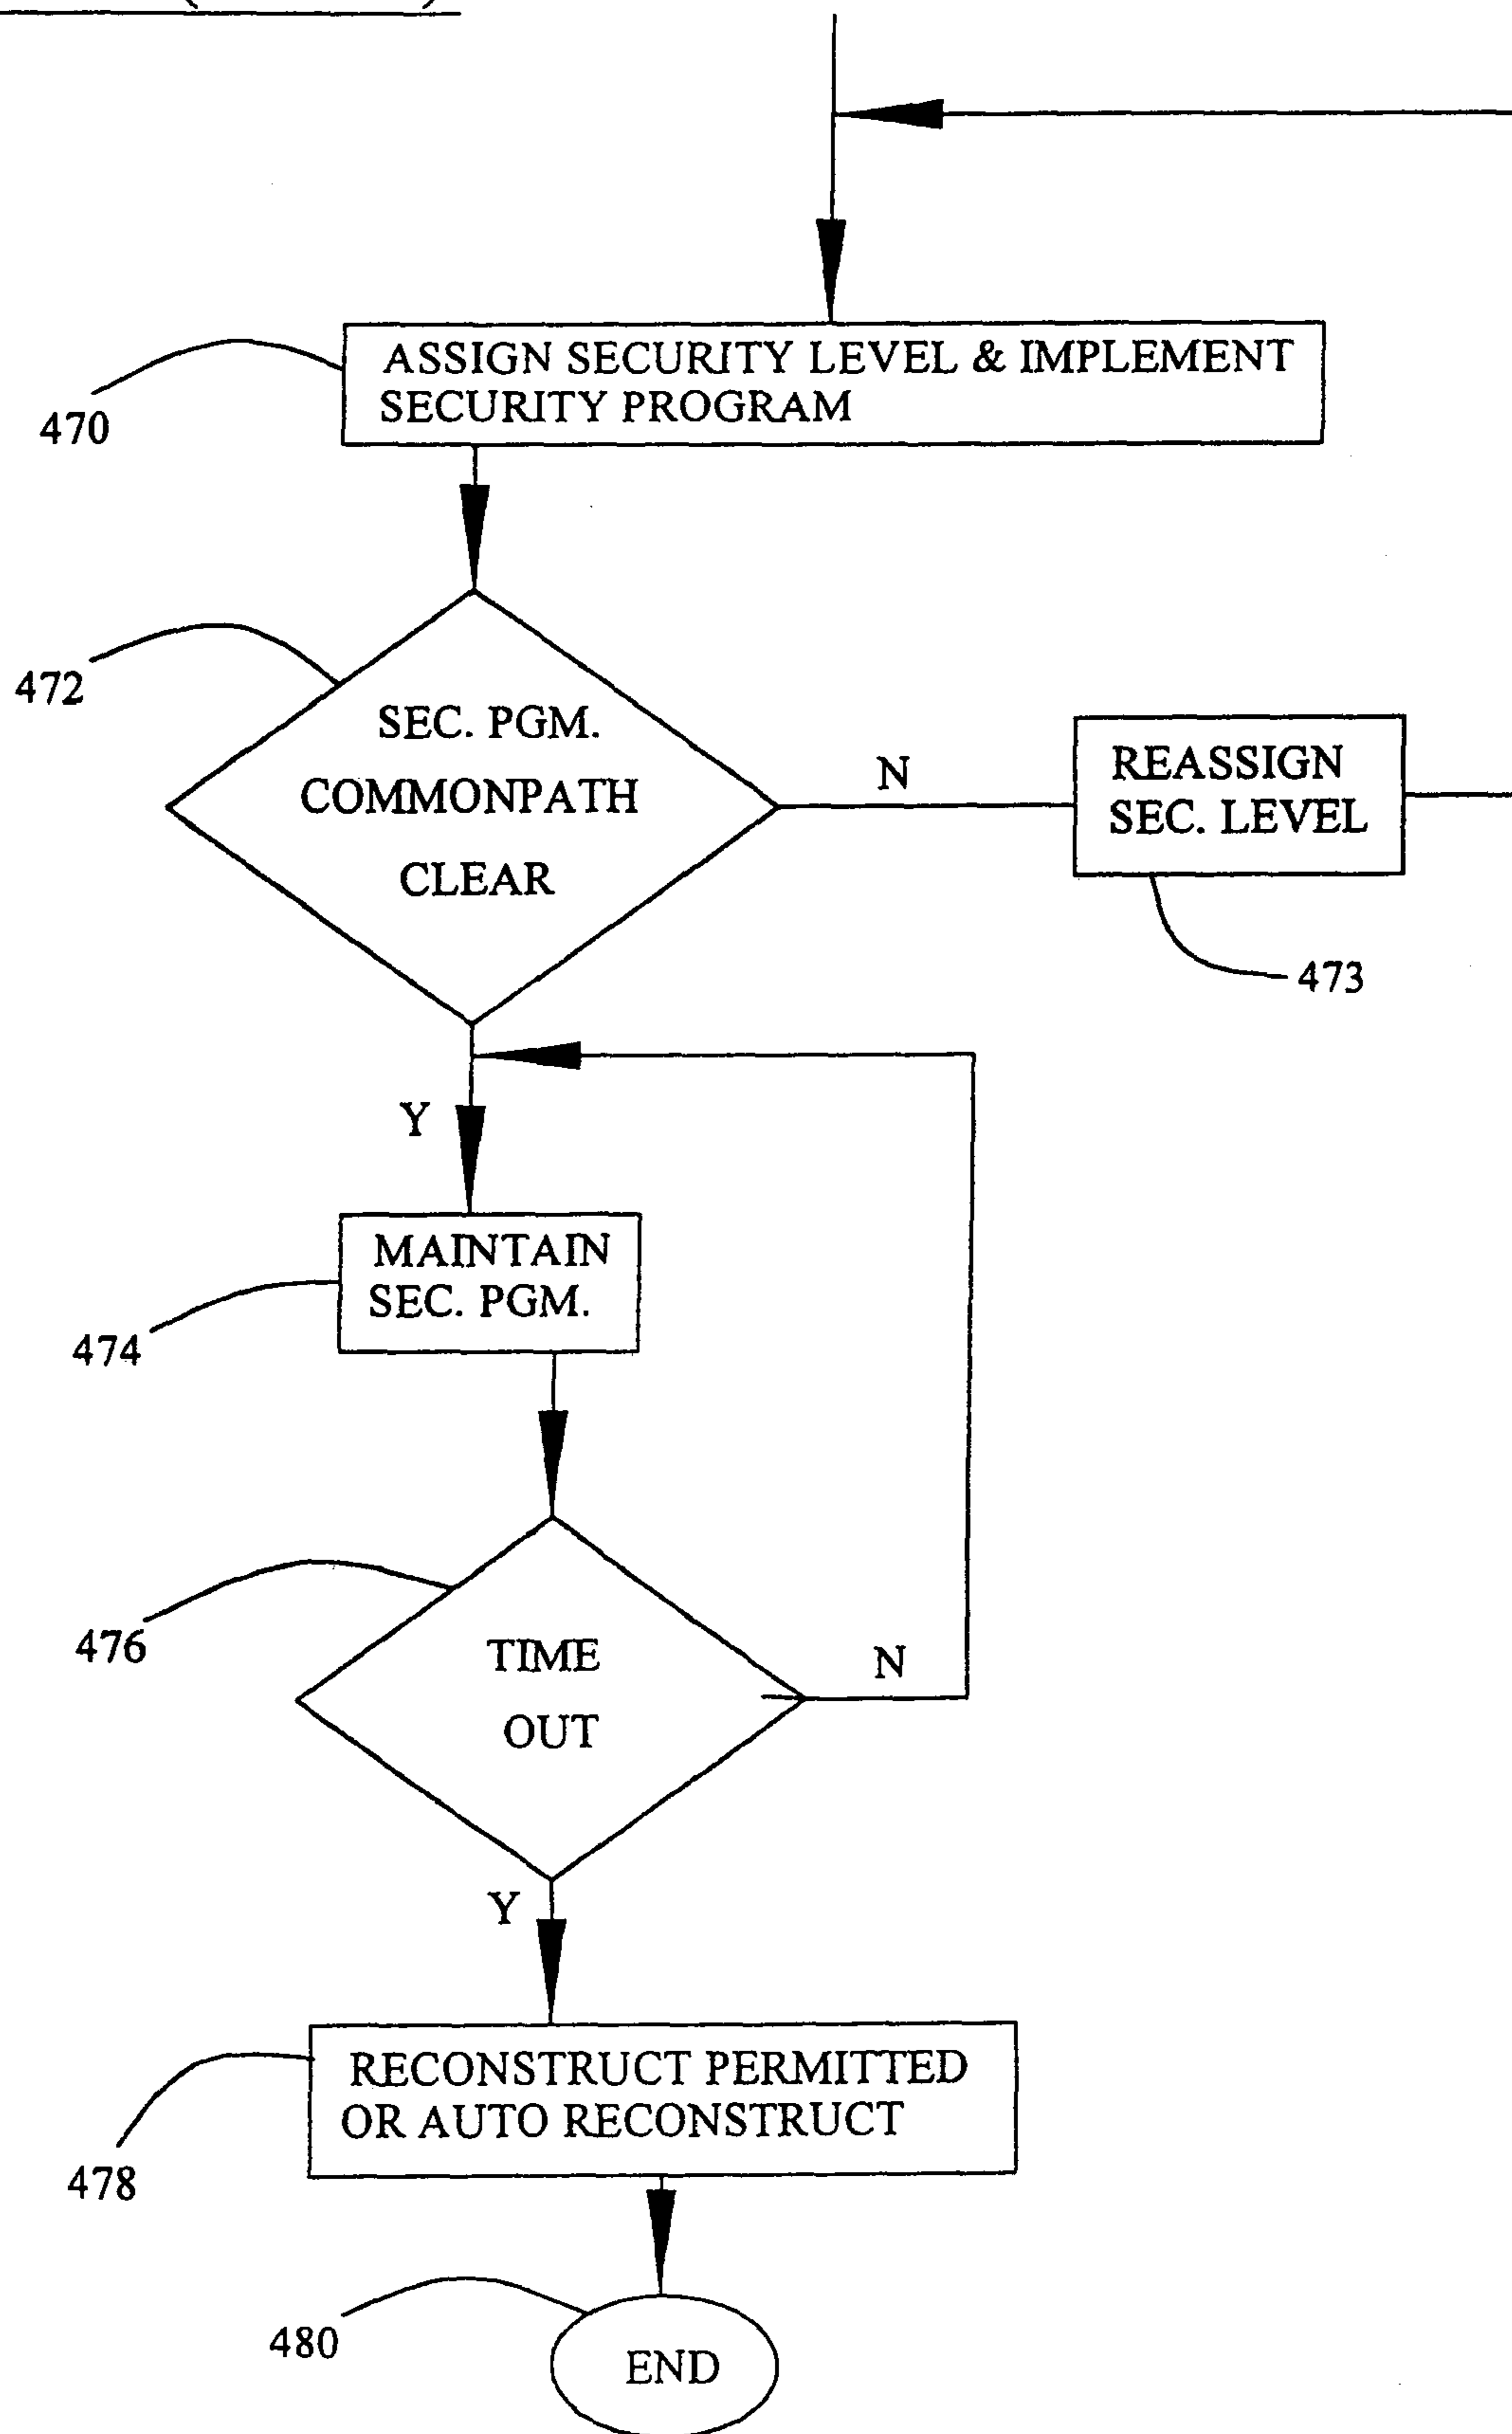 ASSIGN SECURITY LEVEL & IMPLEMENT
SECURITY PROGRAM
470
472
SEC. PGM.
COMMONPATH
CLEAR
N
REASSIGN
SEC. LEVEL
473
Y
MAINTAIN
SEC. PGM.
474
476
TIME
OUT
N
Y
RECONSTRUCT PERMITTED
OR AUTO RECONSTRUCT
478
480
END